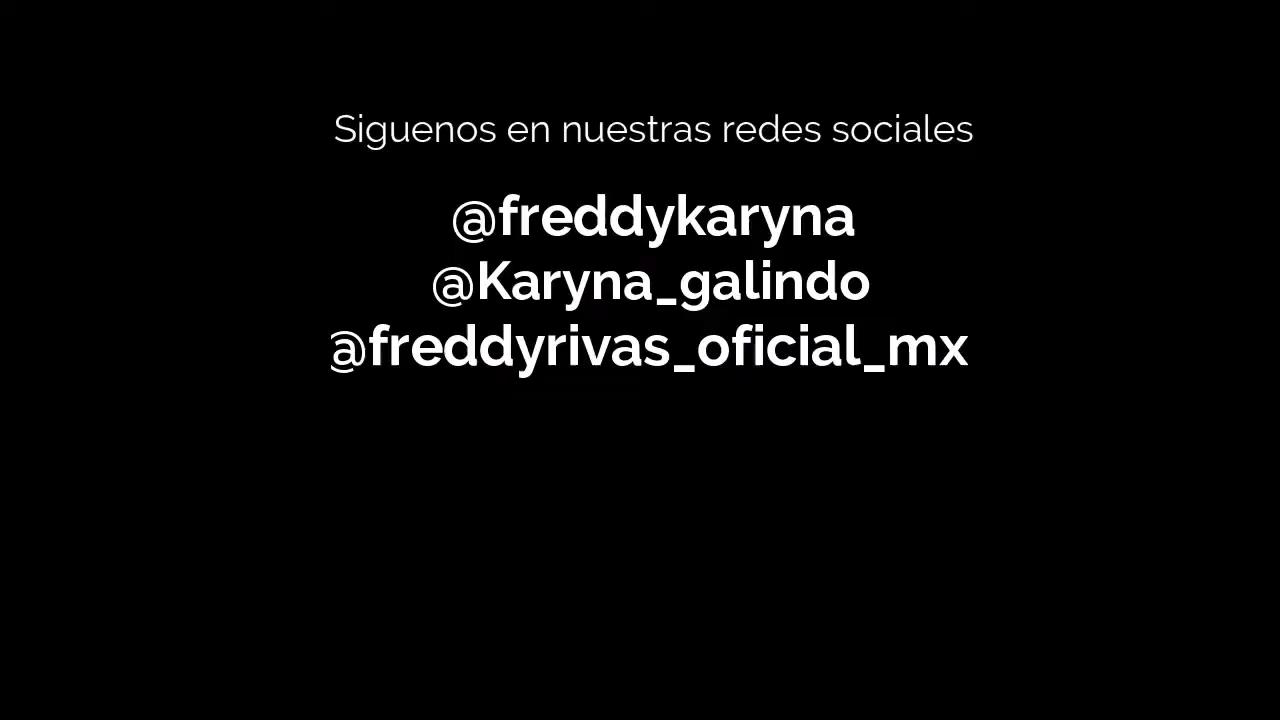 Siguenos en nuestras redes sociales
@freddykaryna
@Karyna_galindo
@freddyrivas_oficial_mx